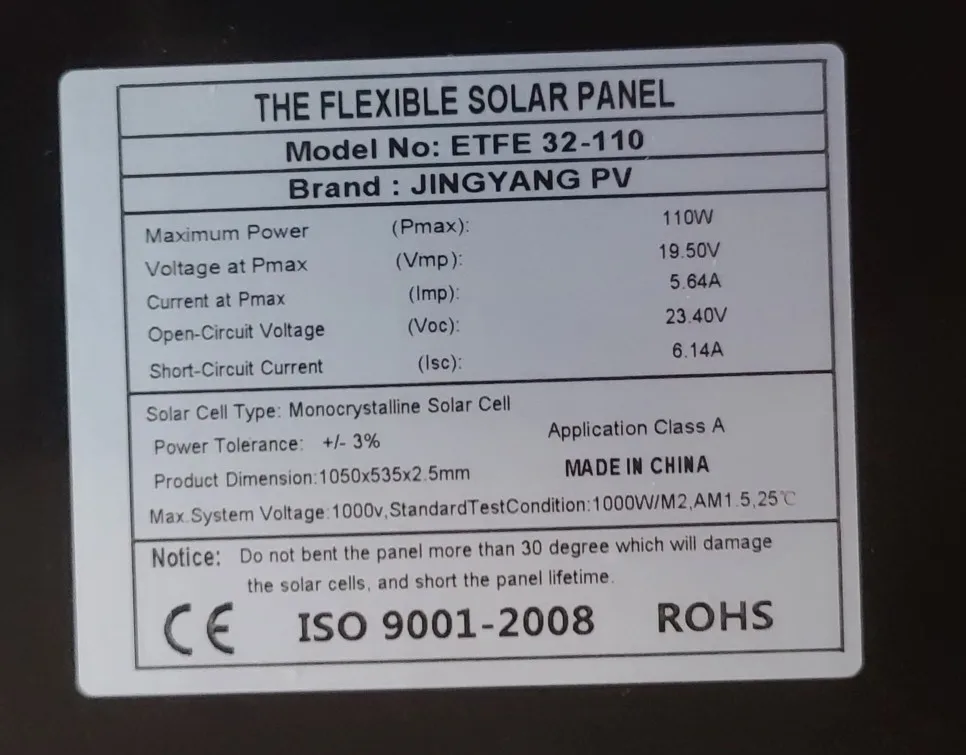 THE FLEXIBLE SOLAR PANEL
Model No: ETFE 32-110
Brand : JINGYANG PV
Maximum Power (Pmax): 110W
Voltage at Pmax (Vmp): 19.50V
Current at Pmax (Imp): 5.64A
Open-Circuit Voltage (Voc): 23.40V
Short-Circuit Current (Isc): 6.14A
Solar Cell Type: Monocrystalline Solar Cell
Power Tolerance: +/- 3% Application Class A
Product Dimension:1050x535x2.5mm MADE IN CHINA
Max.System Voltage:1000v,StandardTestCondition:1000W/M2,AM1.5,25℃
Notice: Do not bent the panel more than 30 degree which will damage
the solar cells, and short the panel lifetime.
CE ISO 9001-2008 ROHS